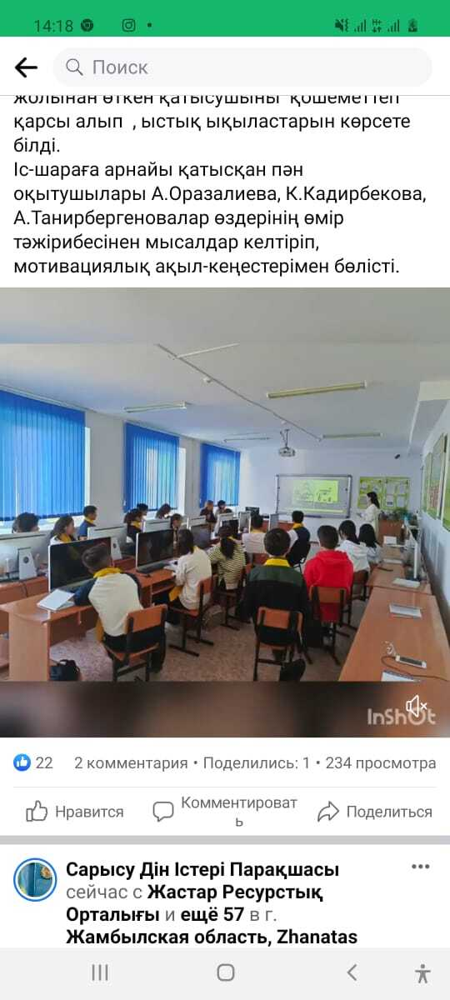 14:18
Поиск
жолынан өткен қатысушыны қошеметтеп
қарсы алып , ыстық ықыластарын көрсете
білді.
Іс-шараға арнайы қатысқан пән
оқытушылары А.Оразалиева, К.Кадирбекова,
А.Танирбергеновалар өздерінің өмір
тәжірибесінен мысалдар келтіріп,
мотивациялық ақыл-кеңестерімен бөлісті.
InShOt
22 2 комментария • Поделились: 1 • 234 просмотра
Нравится
Комментироват
ь
Поделиться
Сарысу Дін Істері Парақшасы
сейчас с Жастар Ресурстық
Орталығы и ещё 57 в г.
Жамбылская область, Zhanatas